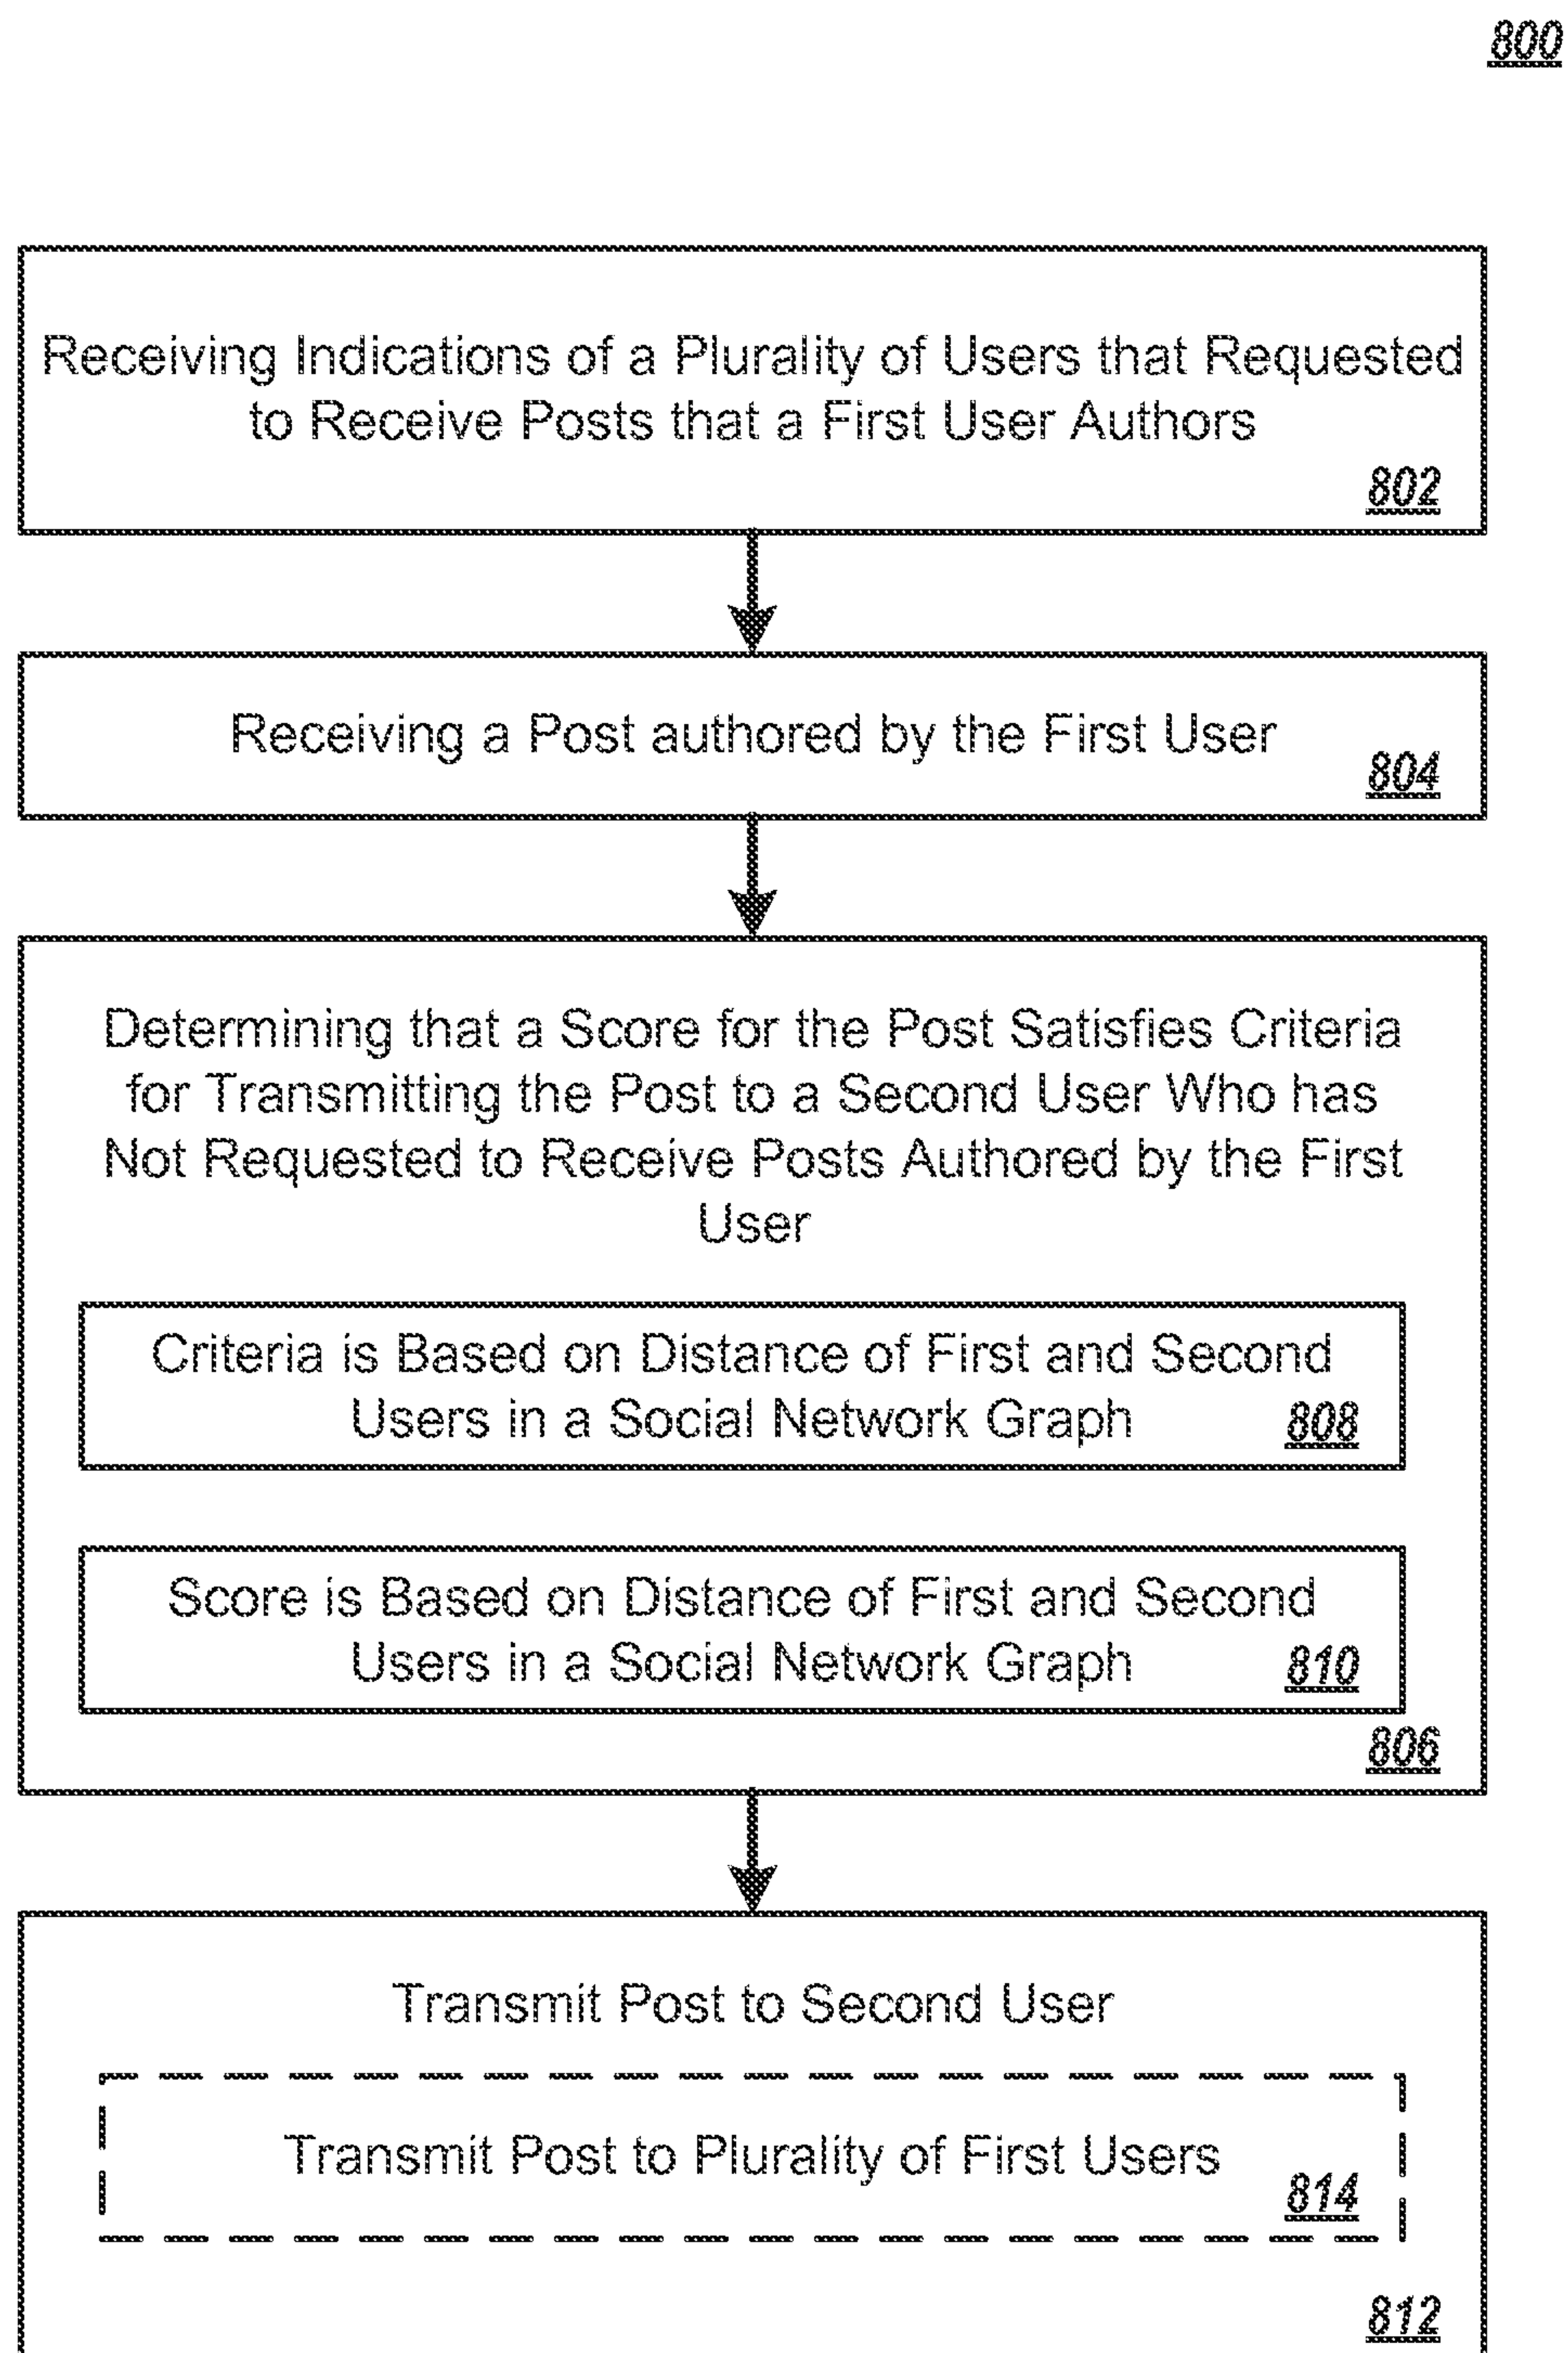 800
Receiving Indications of a Plurality of Users that Requested
to Receive Posts that a First User Authors
802
Receiving a Post authored by the First User
804
Determining that a Score for the Post Satisfies Criteria
for Transmitting the Post to a Second User Who has
Not Requested to Receive Posts Authored by the First
User
Criteria is Based on Distance of First and Second
Users in a Social Network Graph
808
Score is Based on Distance of First and Second
Users in a Social Network Graph
810
806
Transmit Post to Second User
Transmit Post to Plurality of First Users
814
812